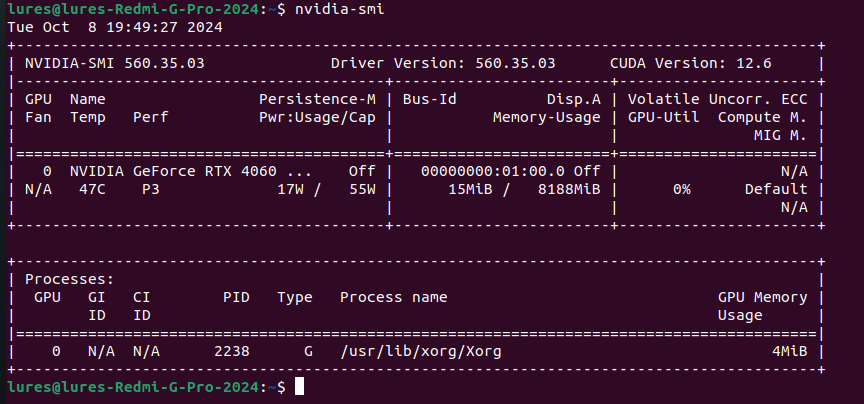 lures@lures-Redmi-G-Pro-2024:~$ nvidia-smi
Tue Oct  8 19:49:27 2024
+-----------------------------------------------------------------------------------------+
| NVIDIA-SMI 560.35.03              Driver Version: 560.35.03      CUDA Version: 12.6     |
|-----------------------------------------+------------------------+----------------------+
| GPU  Name                 Persistence-M | Bus-Id          Disp.A | Volatile Uncorr. ECC |
| Fan  Temp   Perf          Pwr:Usage/Cap |           Memory-Usage | GPU-Util  Compute M. |
|                                         |                        |               MIG M. |
|=========================================+========================+======================|
|   0  NVIDIA GeForce RTX 4060 ...    Off |   00000000:01:00.0 Off |                  N/A |
| N/A   47C    P3             17W /   55W |      15MiB /   8188MiB |      0%      Default |
|                                         |                        |                  N/A |
+-----------------------------------------+------------------------+----------------------+

+-----------------------------------------------------------------------------------------+
| Processes:                                                                              |
|  GPU   GI   CI        PID   Type   Process name                              GPU Memory |
|        ID   ID                                                               Usage      |
|=========================================================================================|
|    0   N/A  N/A      2238      G   /usr/lib/xorg/Xorg                              4MiB |
+-----------------------------------------------------------------------------------------+
lures@lures-Redmi-G-Pro-2024:~$